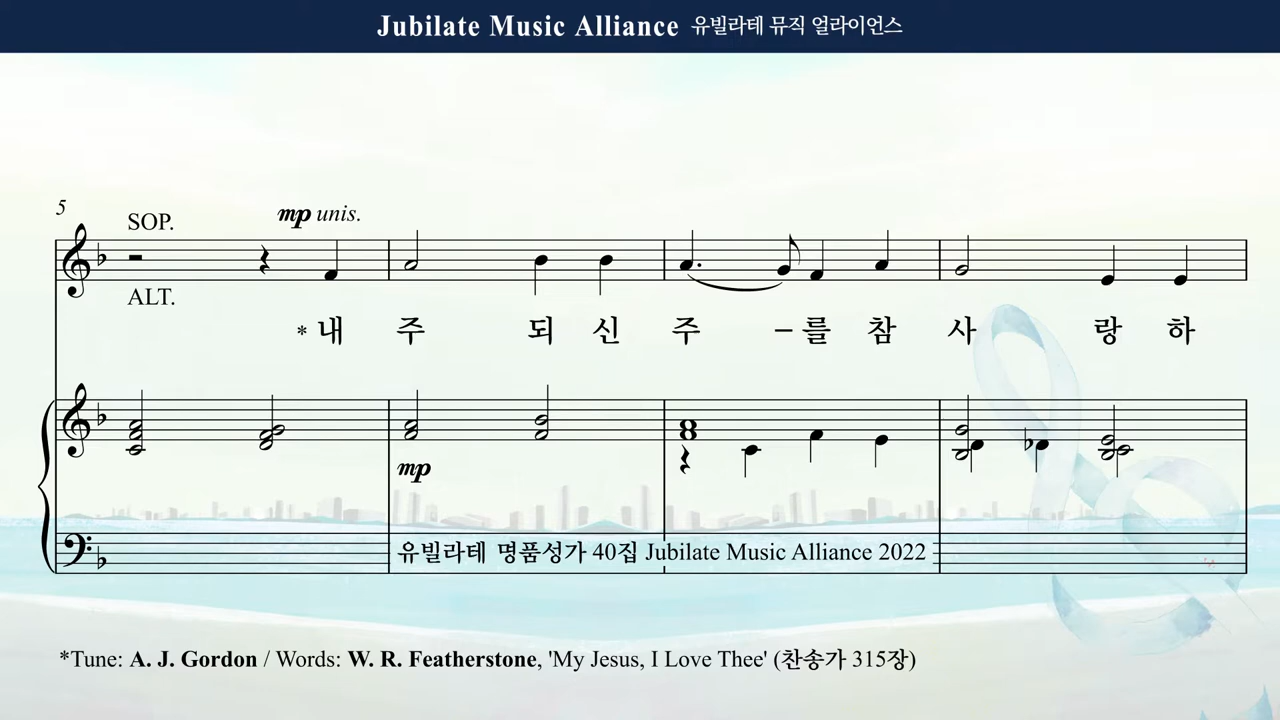 Jubilate Music Alliance 유빌라테 뮤직 얼라이언스
5
SOP.
mp unis.
ALT.
*내 주 되 신 주 – 를 참 사 랑 하
mp
유빌라테 명품성가 40집 Jubilate Music Alliance 2022
*Tune: A. J. Gordon / Words: W. R. Featherstone, 'My Jesus, I Love Thee' (찬송가 315장)